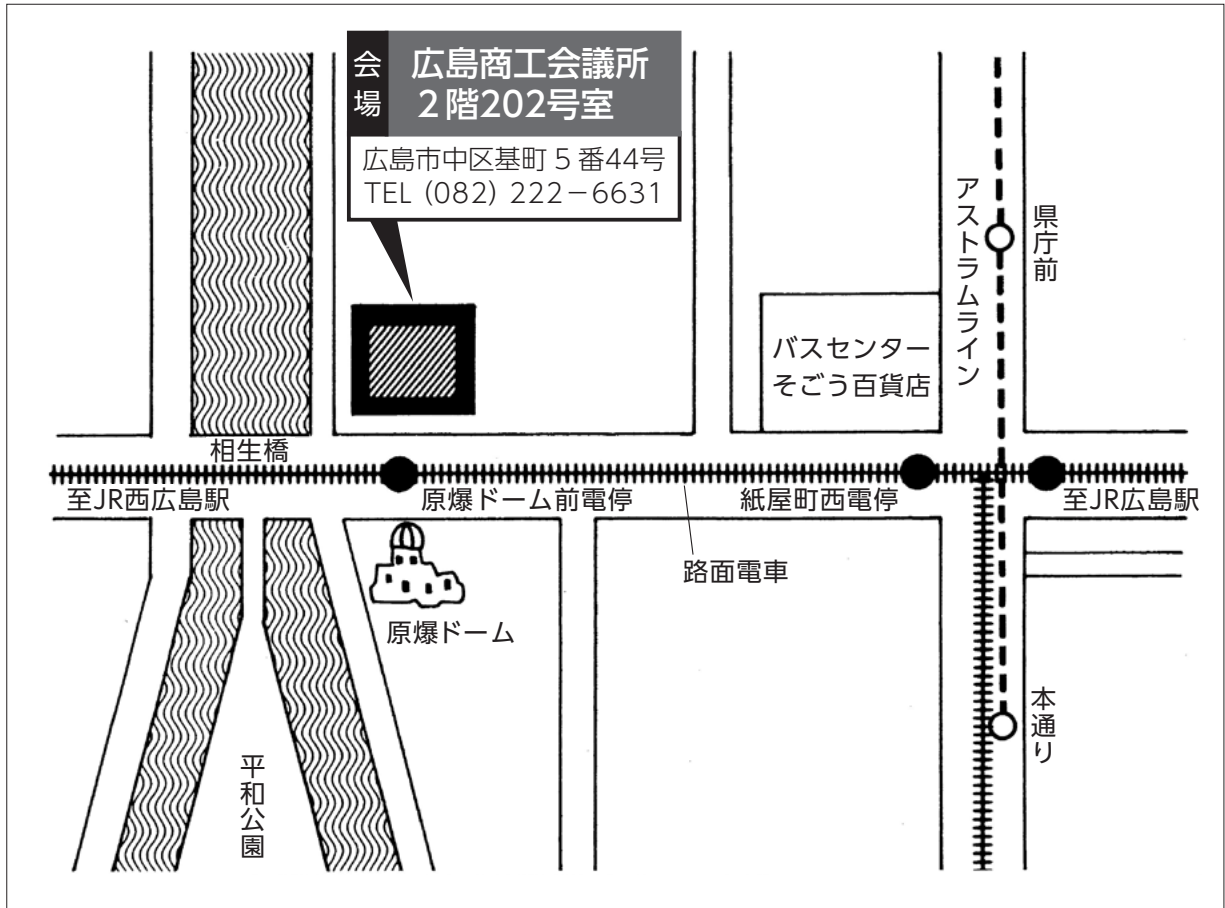 会場
広島商工会議所
２階202号室
広島市中区基町５番44号
TEL (082) 222－6631
アストラムライン
県庁前
バスセンター
そごう百貨店
相生橋
至JR西広島駅
原爆ドーム前電停
紙屋町西電停
至JR広島駅
路面電車
原爆ドーム
本通り
平和公園